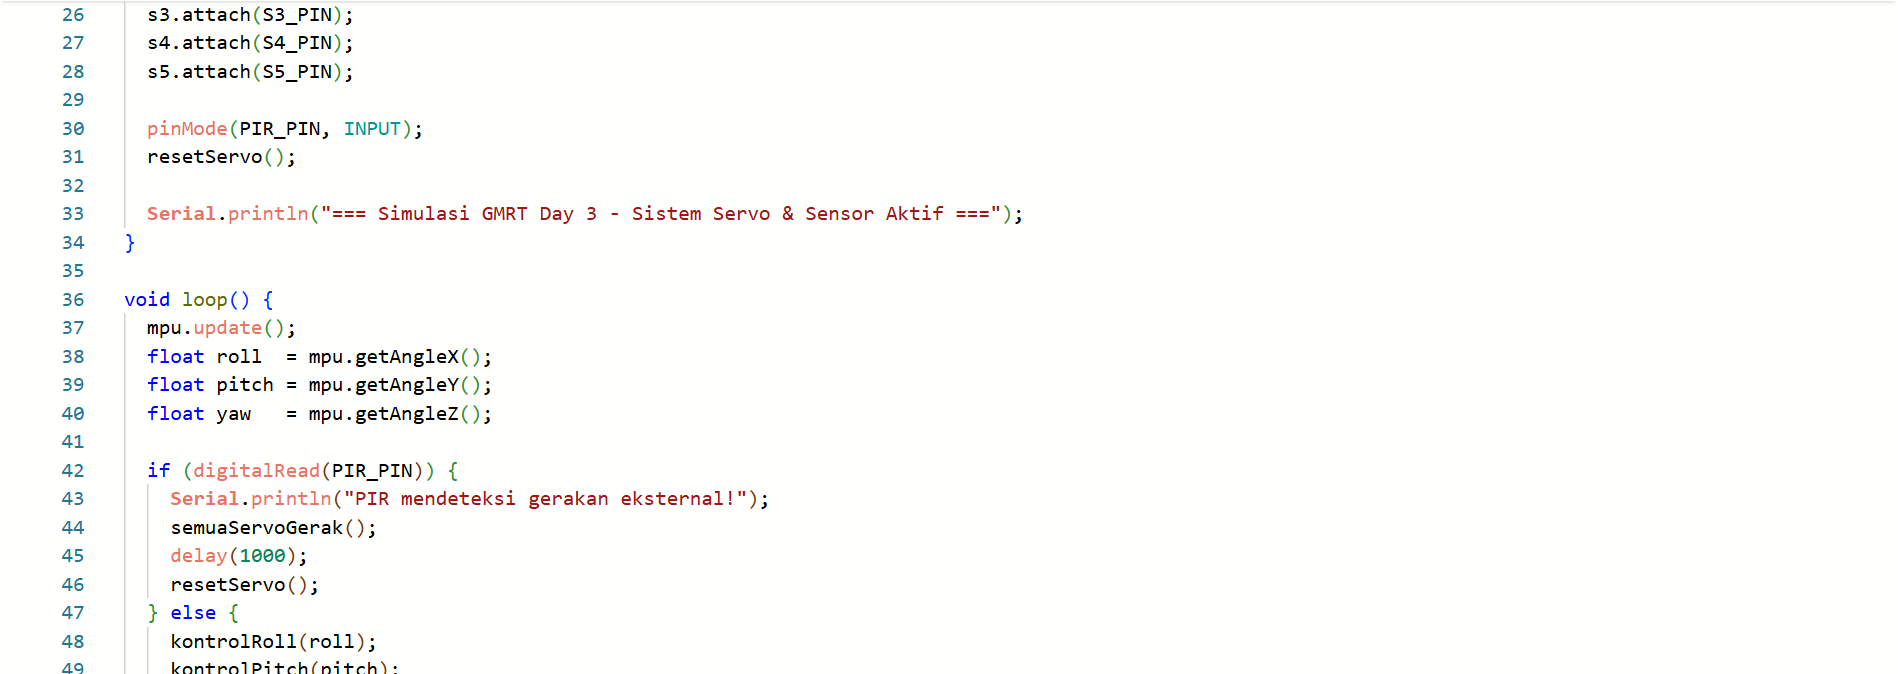 26 s3.attach(S3_PIN);
27 s4.attach(S4_PIN);
28 s5.attach(S5_PIN);
29
30 pinMode(PIR_PIN, INPUT);
31 resetServo();
32
33 Serial.println("=== Simulasi GMRT Day 3 - Sistem Servo & Sensor Aktif ===");
34 }
35
36 void loop() {
37 mpu.update();
38 float roll  = mpu.getAngleX();
39 float pitch = mpu.getAngleY();
40 float yaw   = mpu.getAngleZ();
41
42 if (digitalRead(PIR_PIN)) {
43 Serial.println("PIR mendeteksi gerakan eksternal!");
44 semuaServoGerak();
45 delay(1000);
46 resetServo();
47 } else {
48 kontrolRoll(roll);
49 kontrolPitch(pitch);